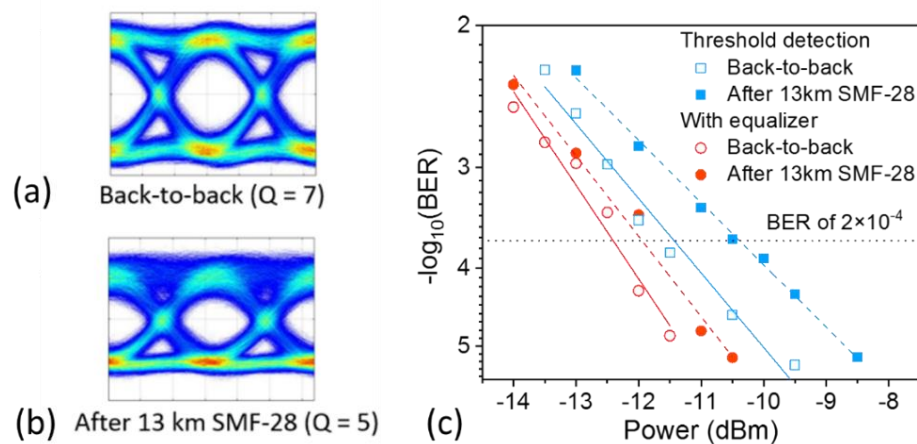 (a)
Back-to-back (Q = 7)
(b)
After 13 km SMF-28 (Q = 5)
(c)
-log10(BER)
2
3
4
5
Threshold detection
Back-to-back
After 13km SMF-28
With equalizer
Back-to-back
After 13km SMF-28
BER of 2×10⁻⁴
-14 -13 -12 -11 -10 -9 -8
Power (dBm)